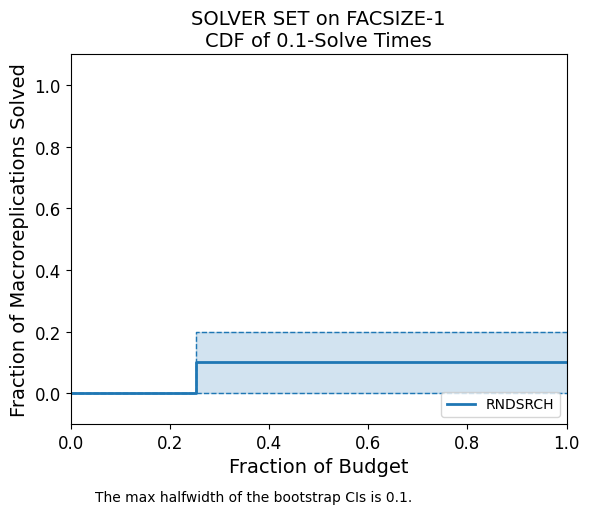 SOLVER SET on FACSIZE-1
CDF of 0.1-Solve Times
Fraction of Macroreplications Solved
1.0
0.8
0.6
0.4
0.2
0.0
RNDSRCH
0.0 0.2 0.4 0.6 0.8 1.0
Fraction of Budget
The max halfwidth of the bootstrap CIs is 0.1.